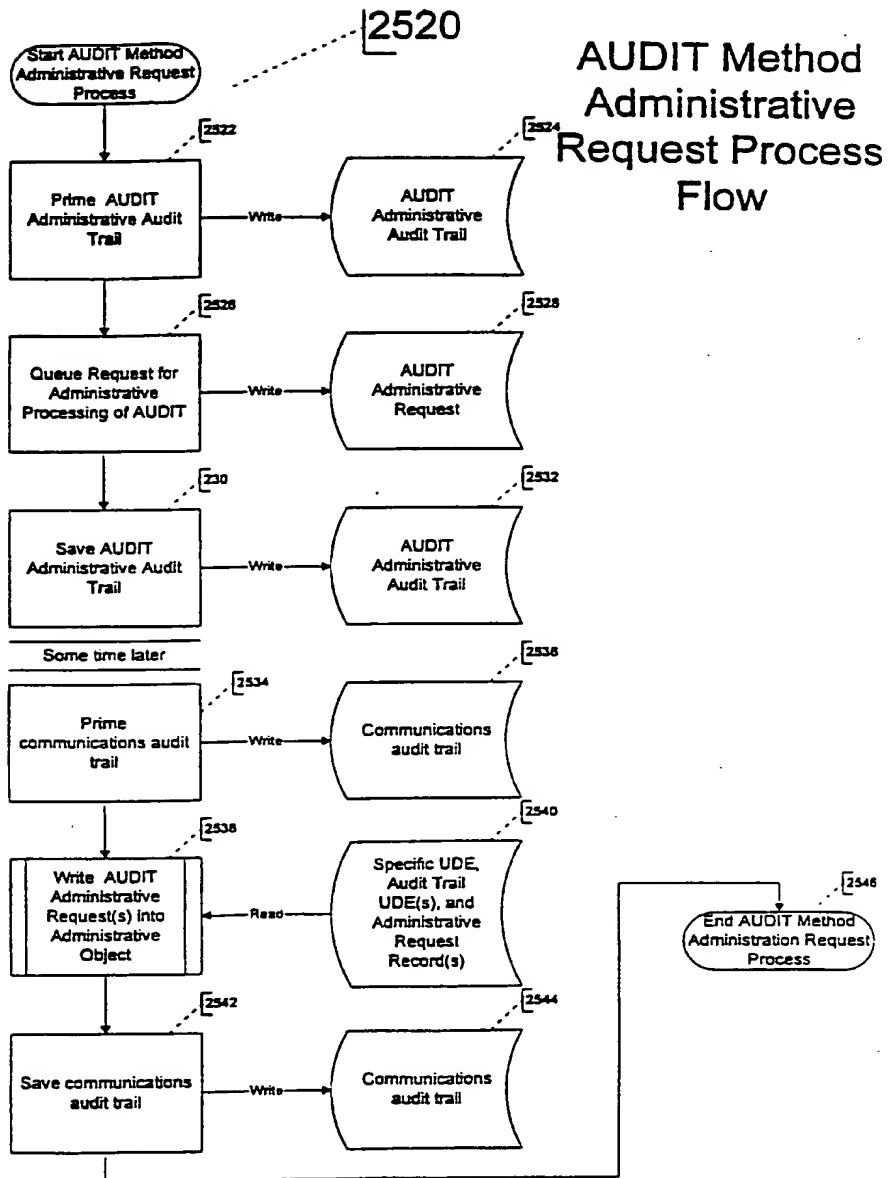 2520
AUDIT Method
Administrative
Request Process
Flow
Start AUDIT Method
Administrative Request
Process
2522
Prime AUDIT
Administrative Audit
Trail
Write
2524
AUDIT
Administrative
Audit Trail
2526
Queue Request for
Administrative
Processing of AUDIT
Write
2528
AUDIT
Administrative
Request
230
Save AUDIT
Administrative Audit
Trail
Write
2532
AUDIT
Administrative
Audit Trail
Some time later
2534
Prime
communications audit
trail
Write
2536
Communications
audit trail
2538
Write AUDIT
Administrative
Request(s) into
Administrative
Object
Read
2540
Specific UDE,
Audit Trail
UDE(s), and
Administrative
Request
Record(s)
2542
Save communications
audit trail
Write
2544
Communications
audit trail
2546
End AUDIT Method
Administration Request
Process